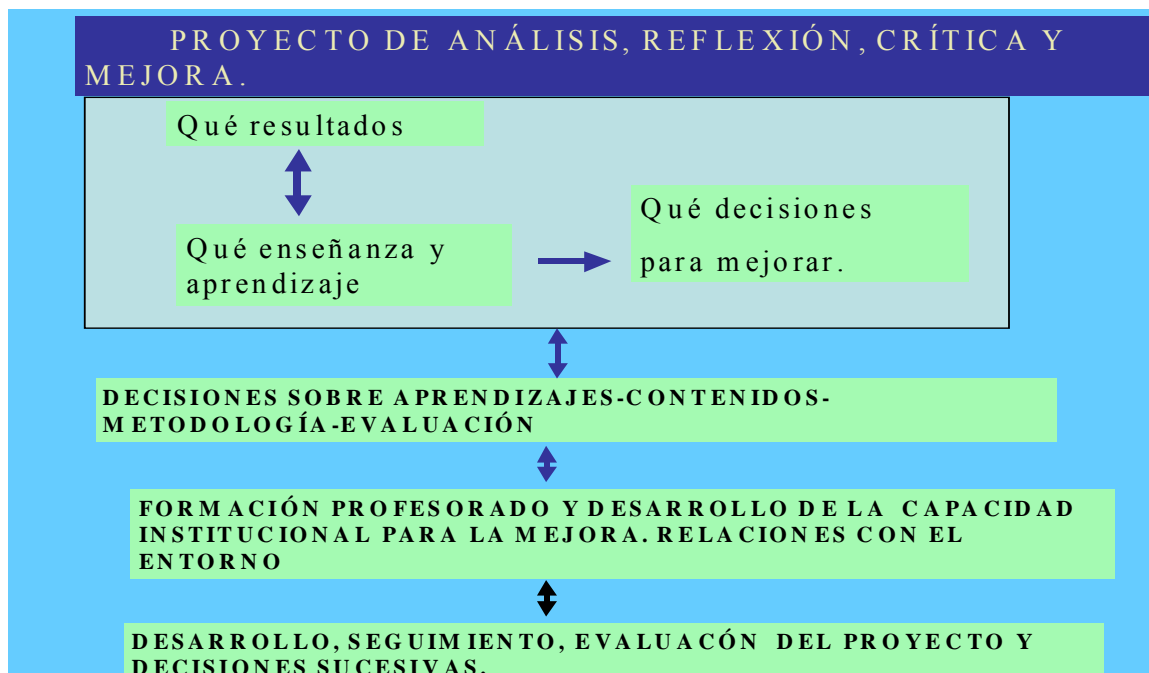 PROYECTO DE ANÁLISIS, REFLEXIÓN, CRÍTICA Y
MEJORA.
Qué resultados
Qué enseñanza y
aprendizaje
Qué decisiones
para mejorar.
DECISIONES SOBRE APRENDIZAJES-CONTENIDOS-
METODOLOGÍA-EVALUACIÓN
FORMACIÓN PROFESORADO Y DESARROLLO DE LA CAPACIDAD
INSTITUCIONAL PARA LA MEJORA. RELACIONES CON EL
ENTORNO
DESARROLLO, SEGUIMIENTO, EVALUACÓN DEL PROYECTO Y
DECISIONES SUCESIVAS.